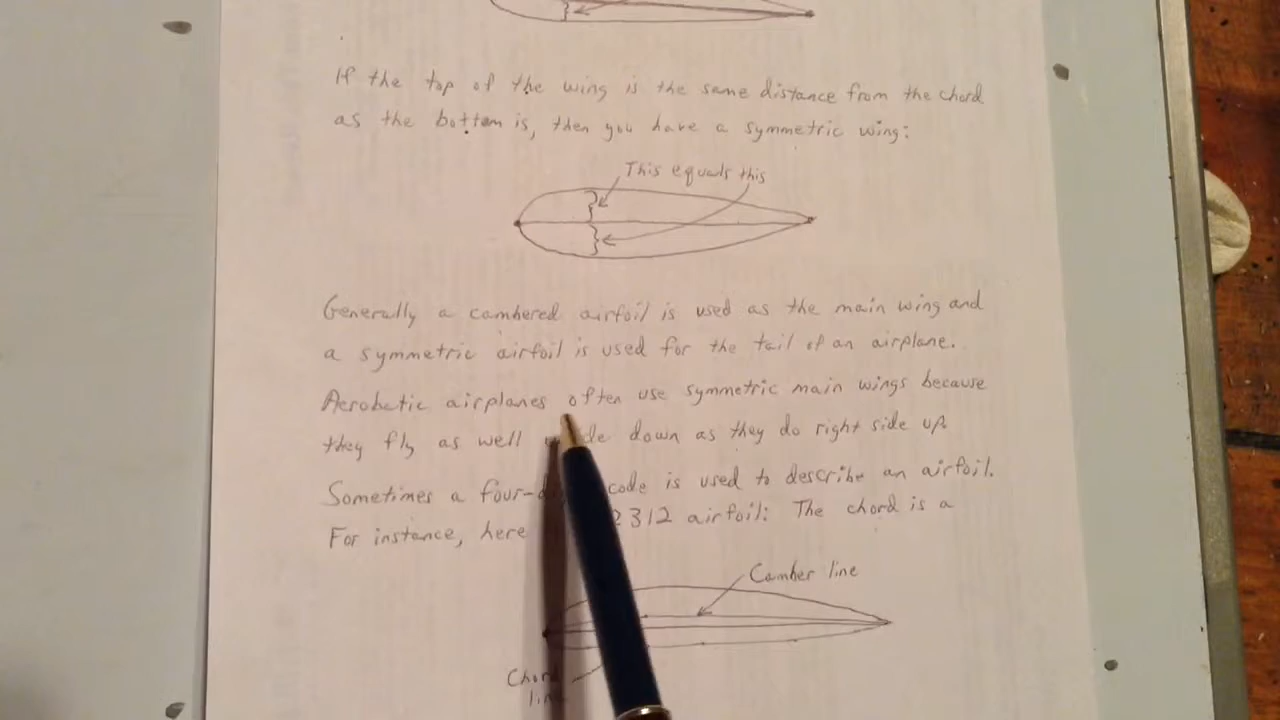 If the top of the wing is the same distance from the chord
as the bottom is, then you have a symmetric wing:
This equals this
Generally a cambered airfoil is used as the main wing and
a symmetric airfoil is used for the tail of an airplane.
Aerobatic airplanes often use symmetric main wings because
they fly as well down as they do right side up.
Sometimes a code is used to describe an airfoil.
For instance, here 2312 airfoil: The chord is a
Camber line
Chord
line